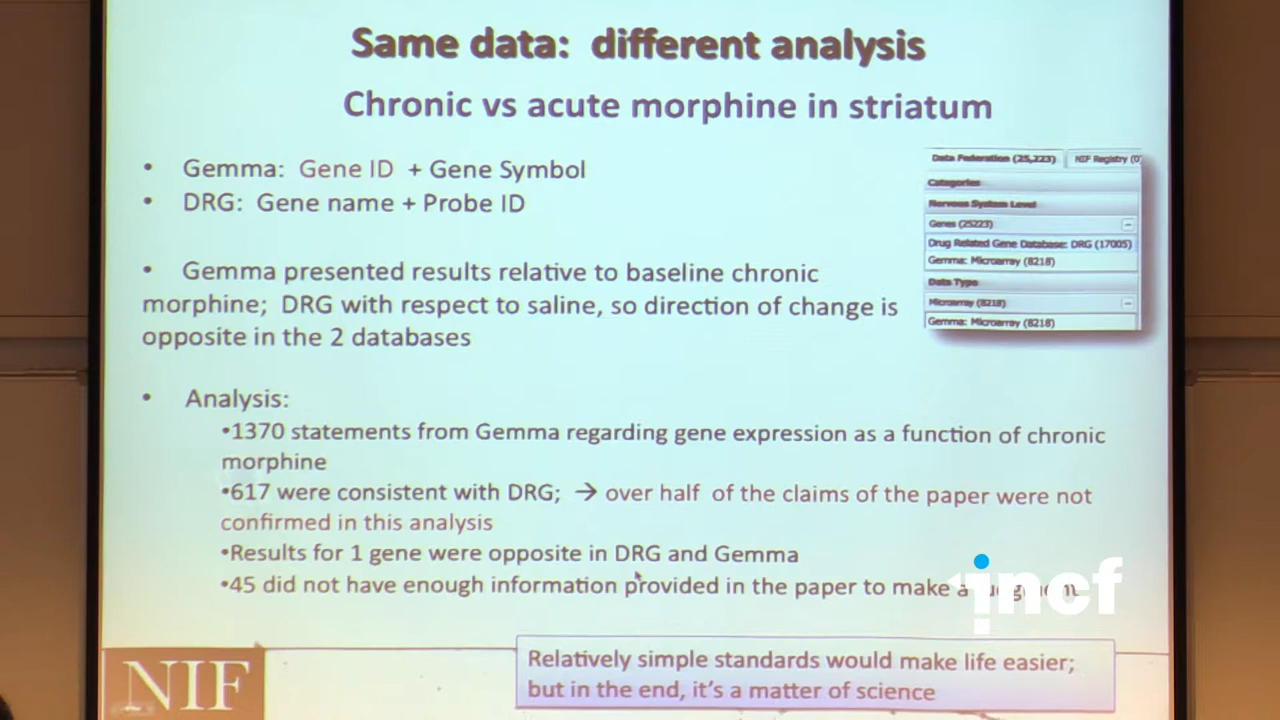 Same data: different analysis
Chronic vs acute morphine in striatum
• Gemma: Gene ID + Gene Symbol
• DRG: Gene name + Probe ID
• Gemma presented results relative to baseline chronic
morphine; DRG with respect to saline, so direction of change is
opposite in the 2 databases
• Analysis:
•1370 statements from Gemma regarding gene expression as a function of chronic
morphine
•617 were consistent with DRG; → over half of the claims of the paper were not
confirmed in this analysis
•Results for 1 gene were opposite in DRG and Gemma
•45 did not have enough information provided in the paper to make a
Data Federation (25,223) NIF Registry (0
Categories
Nervous System Level
Genes (25223)
Drug Related Gene Database: DRG (17005)
Gemma: Microarray (8218)
Data Type
Microarray (8218)
Gemma: Microarray (8218)
incf
NIF
Relatively simple standards would make life easier;
but in the end, it's a matter of science